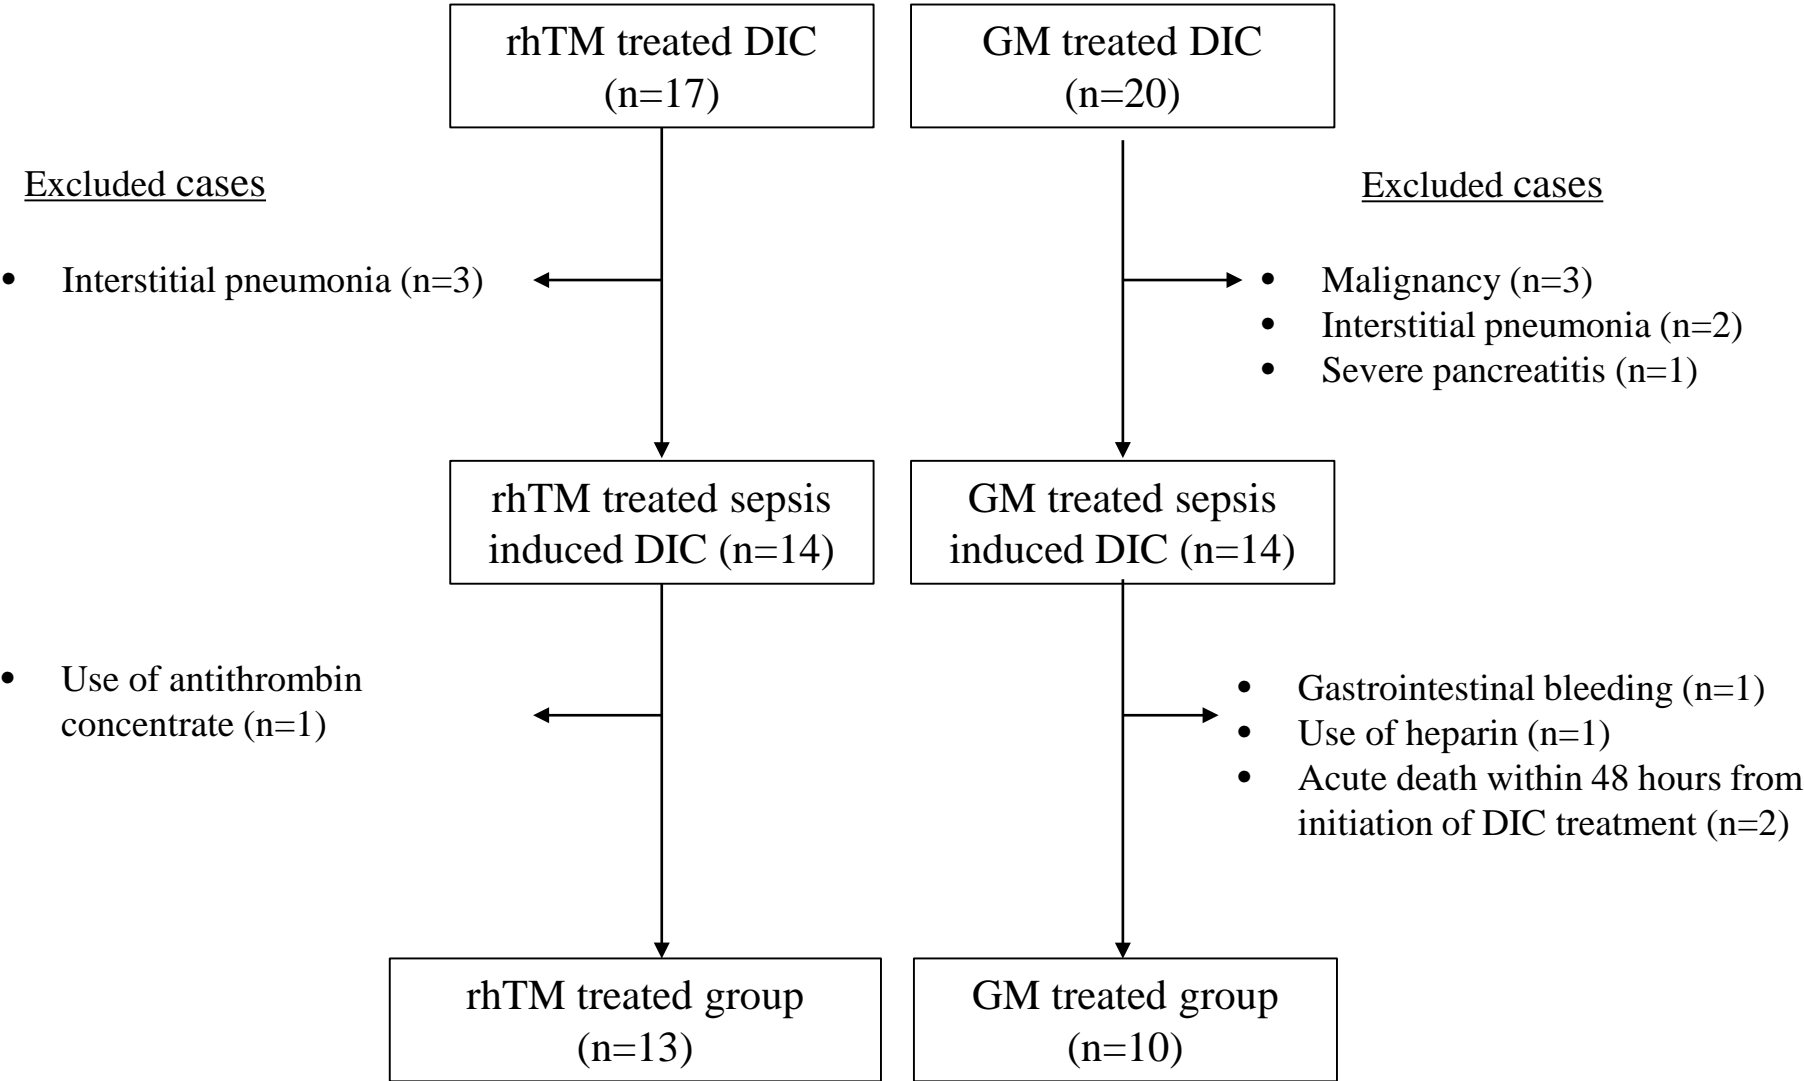 rhTM treated DIC
(n=17)
GM treated DIC
(n=20)
Excluded cases
Excluded cases
• Interstitial pneumonia (n=3)
• Malignancy (n=3)
• Interstitial pneumonia (n=2)
• Severe pancreatitis (n=1)
rhTM treated sepsis
induced DIC (n=14)
GM treated sepsis
induced DIC (n=14)
• Use of antithrombin
concentrate (n=1)
• Gastrointestinal bleeding (n=1)
• Use of heparin (n=1)
• Acute death within 48 hours from
initiation of DIC treatment (n=2)
rhTM treated group
(n=13)
GM treated group
(n=10)